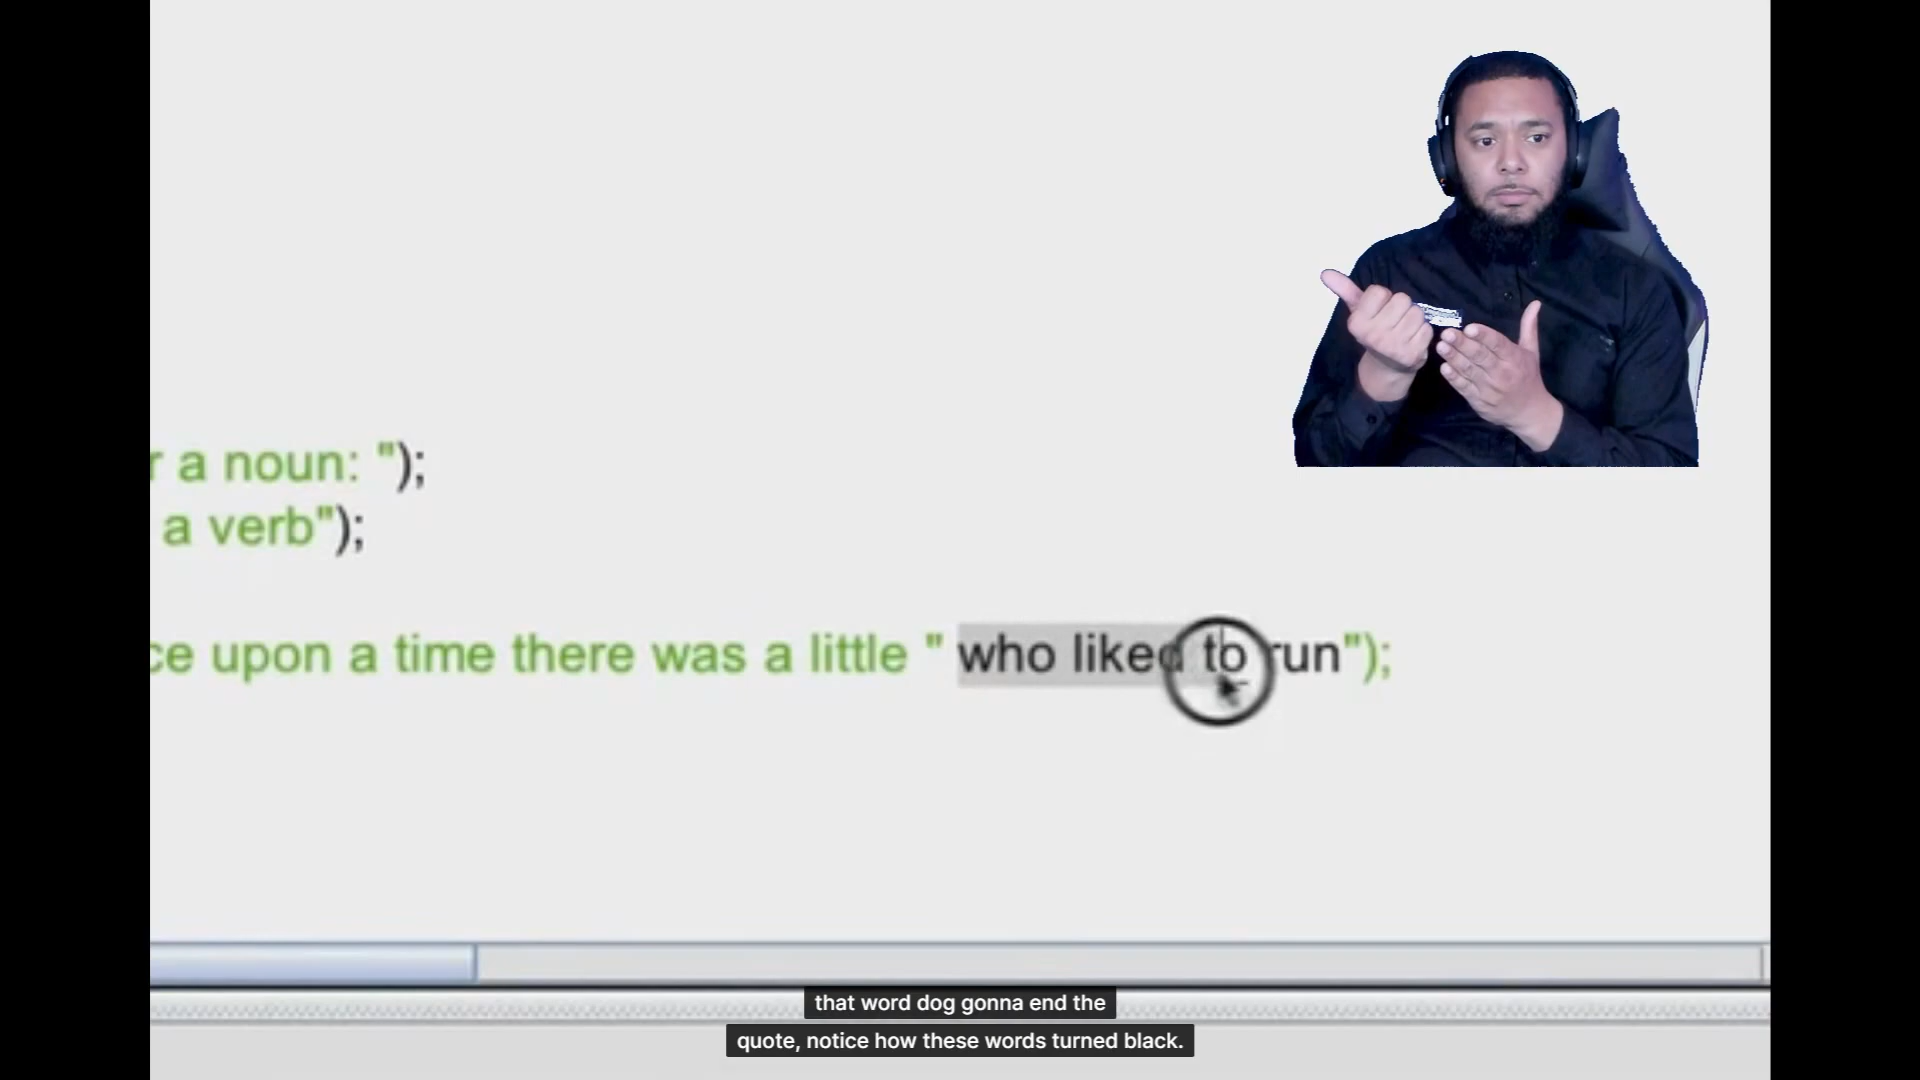 r a noun: ");
a verb");
ce upon a time there was a little " who liked to run");
that word dog gonna end the
quote, notice how these words turned black.